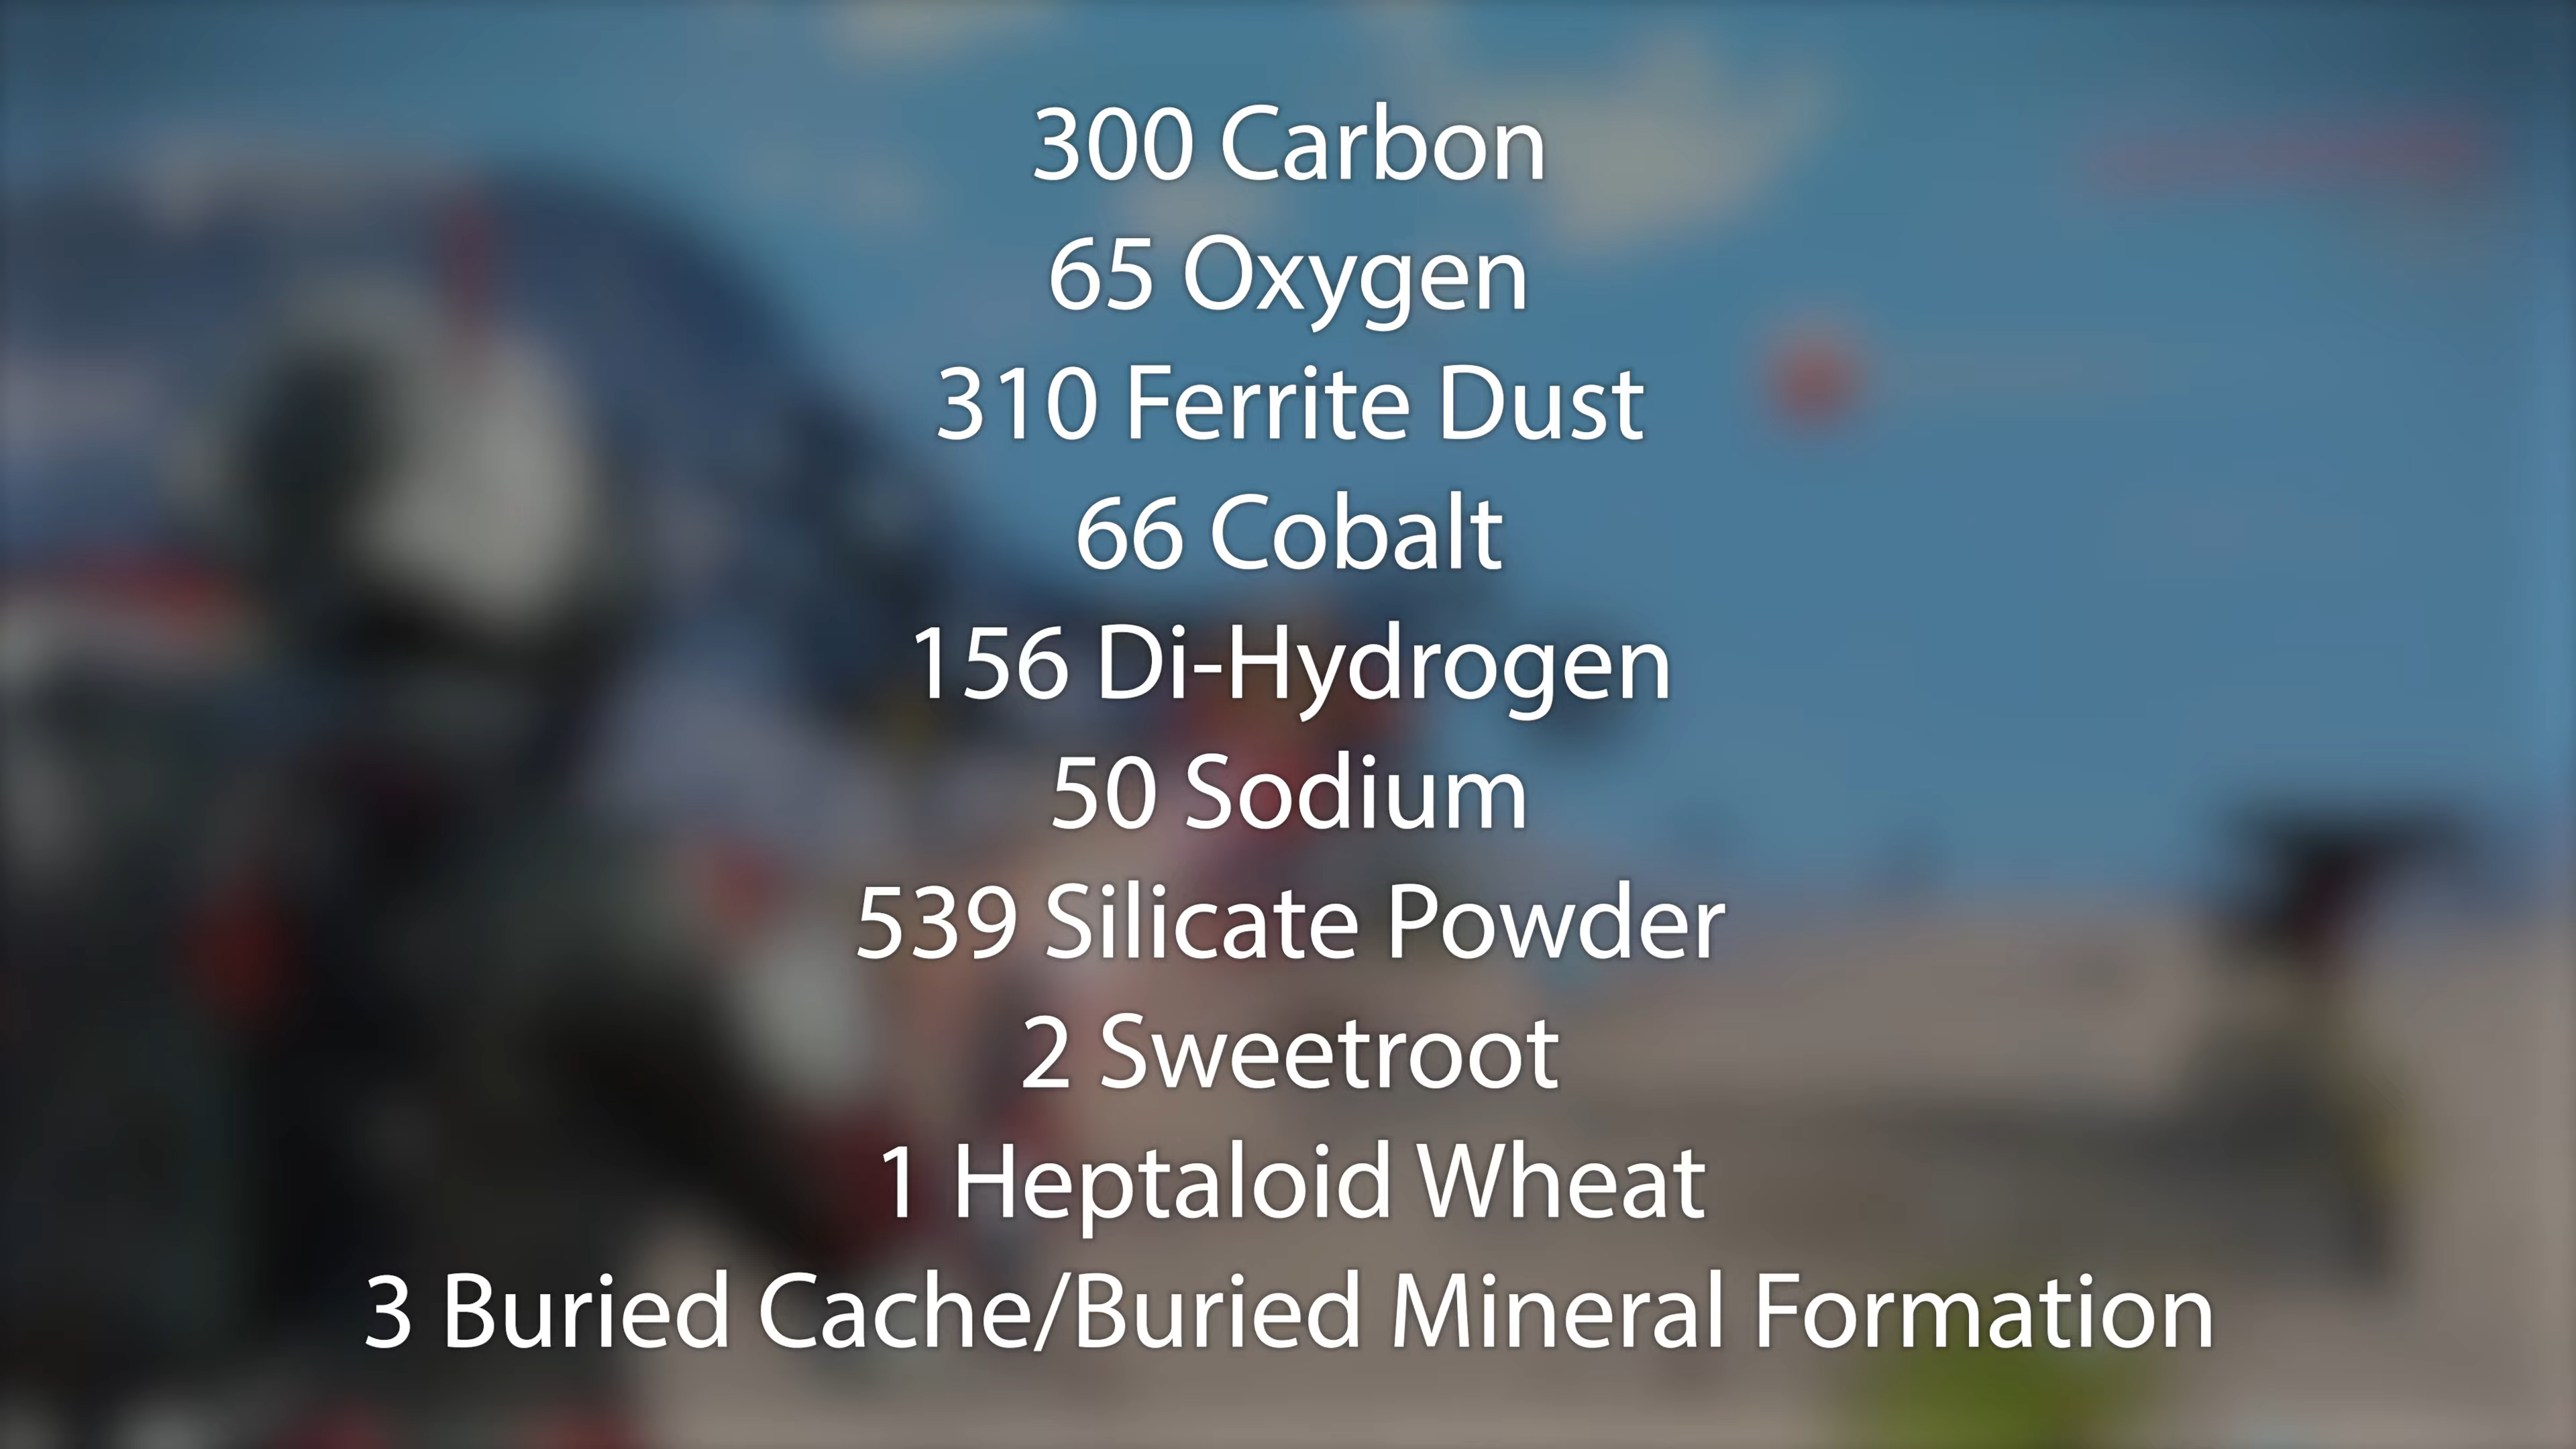 300 Carbon
65 Oxygen
310 Ferrite Dust
66 Cobalt
156 Di-Hydrogen
50 Sodium
539 Silicate Powder
2 Sweetroot
1 Heptaloid Wheat
3 Buried Cache/Buried Mineral Formation